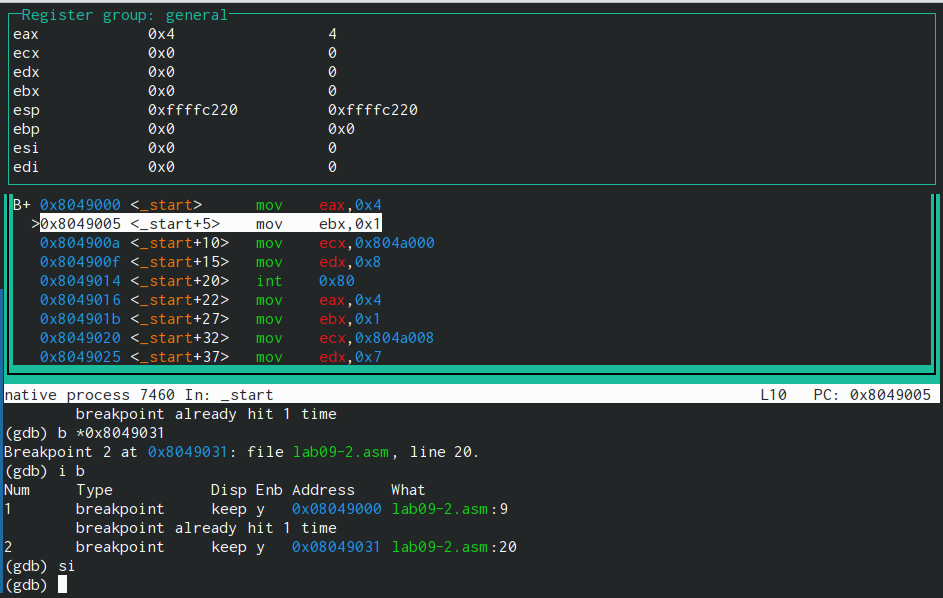 Register group: general
eax 0x4 4
ecx 0x0 0
edx 0x0 0
ebx 0x0 0
esp 0xffffc220 0xffffc220
ebp 0x0 0x0
esi 0x0 0
edi 0x0 0
B+ 0x8049000 <_start> mov eax,0x4
>0x8049005 <_start+5> mov ebx,0x1
0x804900a <_start+10> mov ecx,0x804a000
0x804900f <_start+15> mov edx,0x8
0x8049014 <_start+20> int 0x80
0x8049016 <_start+22> mov eax,0x4
0x804901b <_start+27> mov ebx,0x1
0x8049020 <_start+32> mov ecx,0x804a008
0x8049025 <_start+37> mov edx,0x7
native process 7460 In: _start L10 PC: 0x8049005
breakpoint already hit 1 time
(gdb) b *0x8049031
Breakpoint 2 at 0x8049031: file lab09-2.asm, line 20.
(gdb) i b
Num Type Disp Enb Address What
1 breakpoint keep y 0x08049000 lab09-2.asm:9
breakpoint already hit 1 time
2 breakpoint keep y 0x08049031 lab09-2.asm:20
(gdb) si
(gdb)